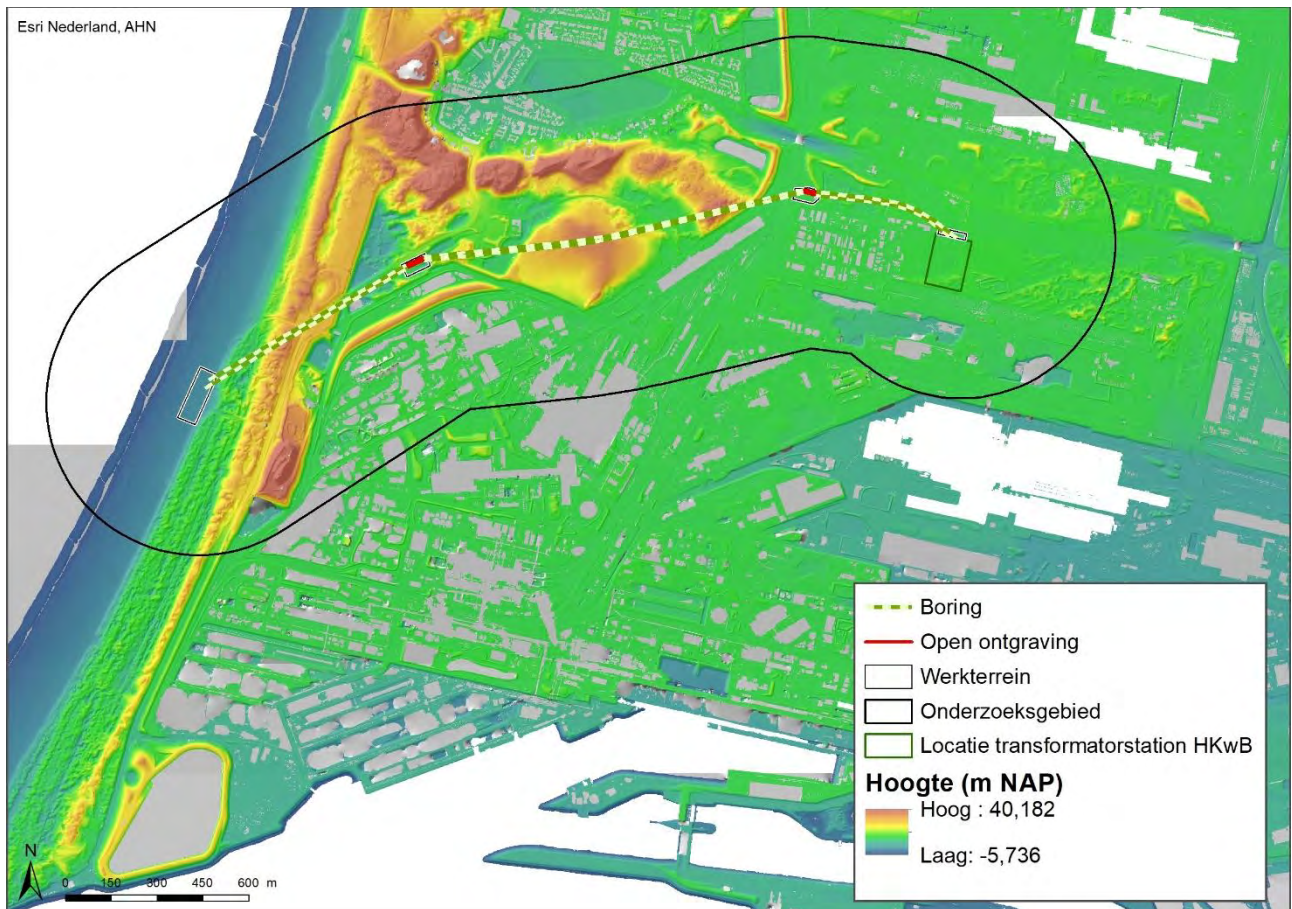 Esri Nederland, AHN
Boring
Open ontgraving
Werkterrein
Onderzoeksgebied
Locatie transformatorstation HKwB
Hoogte (m NAP)
Hoog : 40,182
Laag: -5,736
N
0 150 300 450 600 m